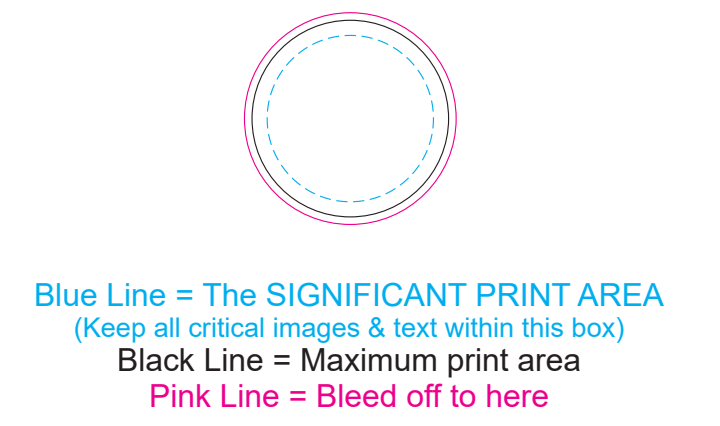 Blue Line = The SIGNIFICANT PRINT AREA
(Keep all critical images & text within this box)
Black Line = Maximum print area
Pink Line = Bleed off to here